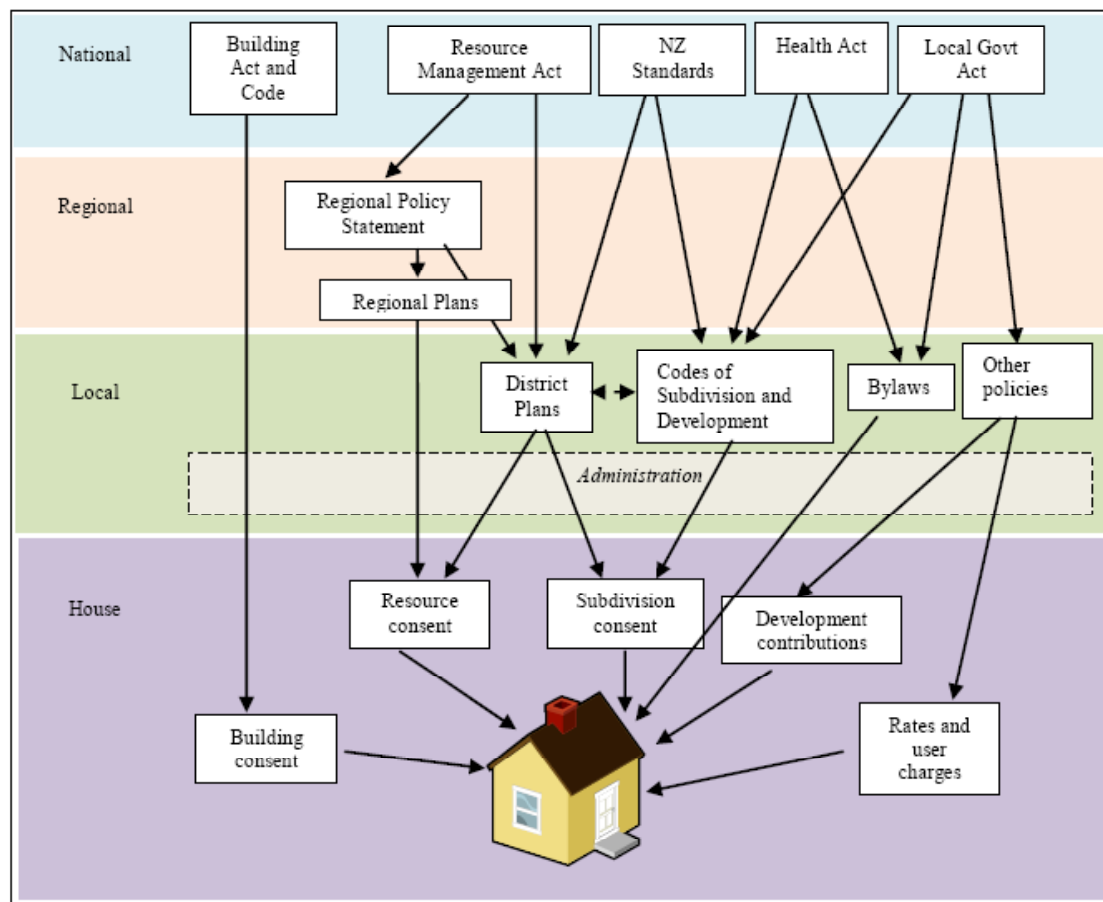 National
Building
Act and
Code
Resource
Management Act
NZ
Standards
Health Act
Local Govt
Act
Regional
Regional Policy
Statement
Regional Plans
Local
District
Plans
Codes of
Subdivision and
Development
Bylaws
Other
policies
Administration
House
Resource
consent
Subdivision
consent
Development
contributions
Building
consent
Rates and
user
charges